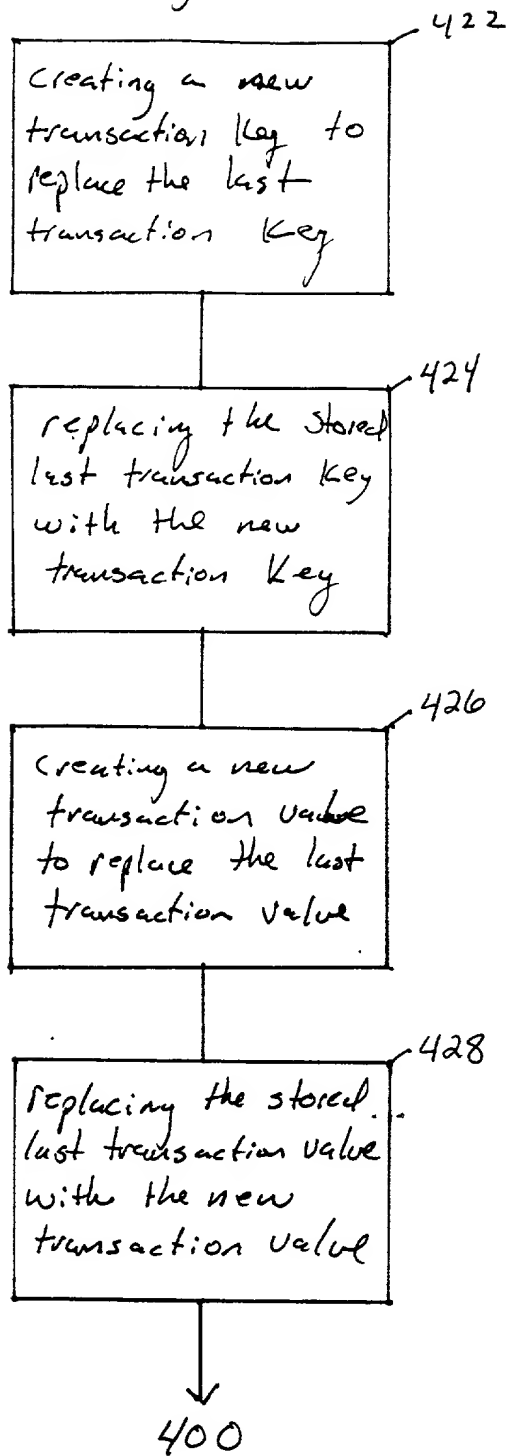 422
Creating a new
transaction key to
replace the last
transaction Key
424
replacing the stored
last transaction Key
with the new
transaction Key
426
Creating a new
transaction value
to replace the last
transaction value
428
replacing the stored
last transaction value
with the new
transaction value
400